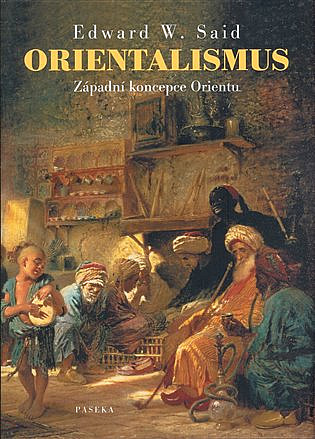 Edward W. Said
ORIENTALISMUS
Západní koncepce Orientu
PASEKA